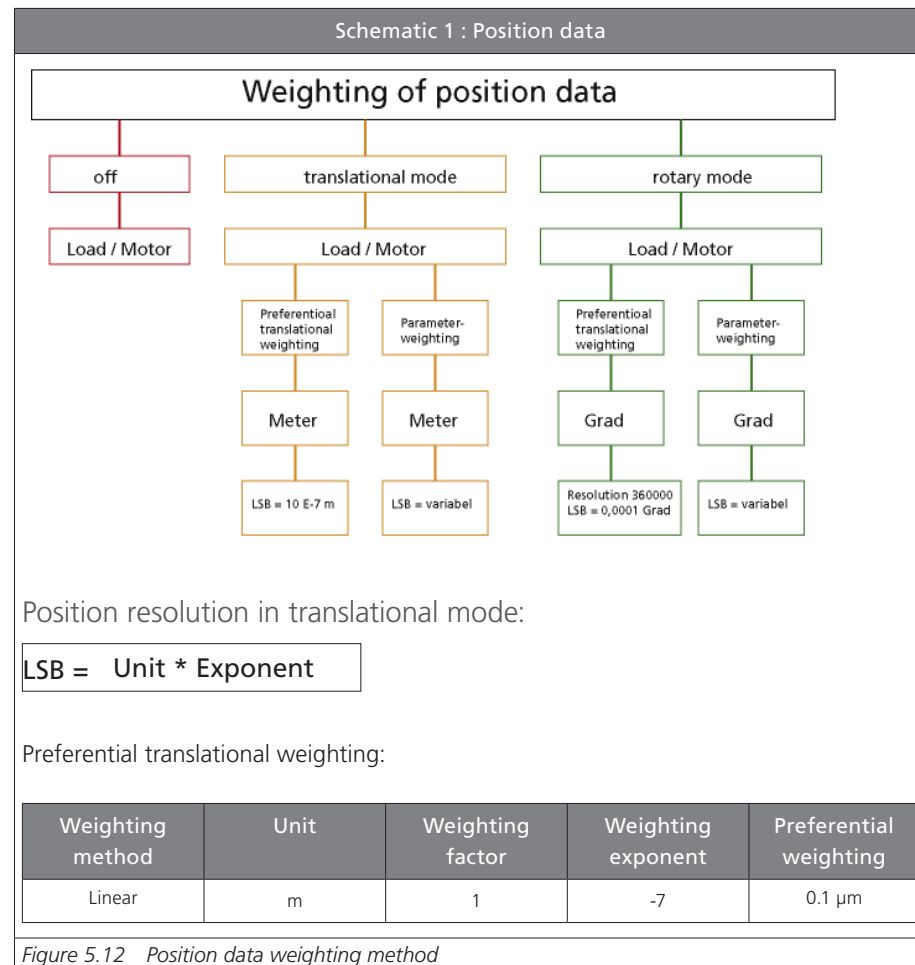 Schematic 1 : Position data
Weighting of position data
off
translational mode
rotary mode
Load / Motor
Load / Motor
Load / Motor
Preferentioal
translational
weighting
Parameter-
weighting
Preferentioal
translational
weighting
Parameter-
weighting
Meter
Meter
Grad
Grad
LSB = 10 E-7 m
LSB = variabel
Resolution 360000
LSB = 0,0001 Grad
LSB = variabel
Position resolution in translational mode:
LSB = Unit * Exponent
Preferential translational weighting:
Weighting method
Unit
Weighting factor
Weighting exponent
Preferential weighting
Linear
m
1
-7
0.1 µm
Figure 5.12 Position data weighting method